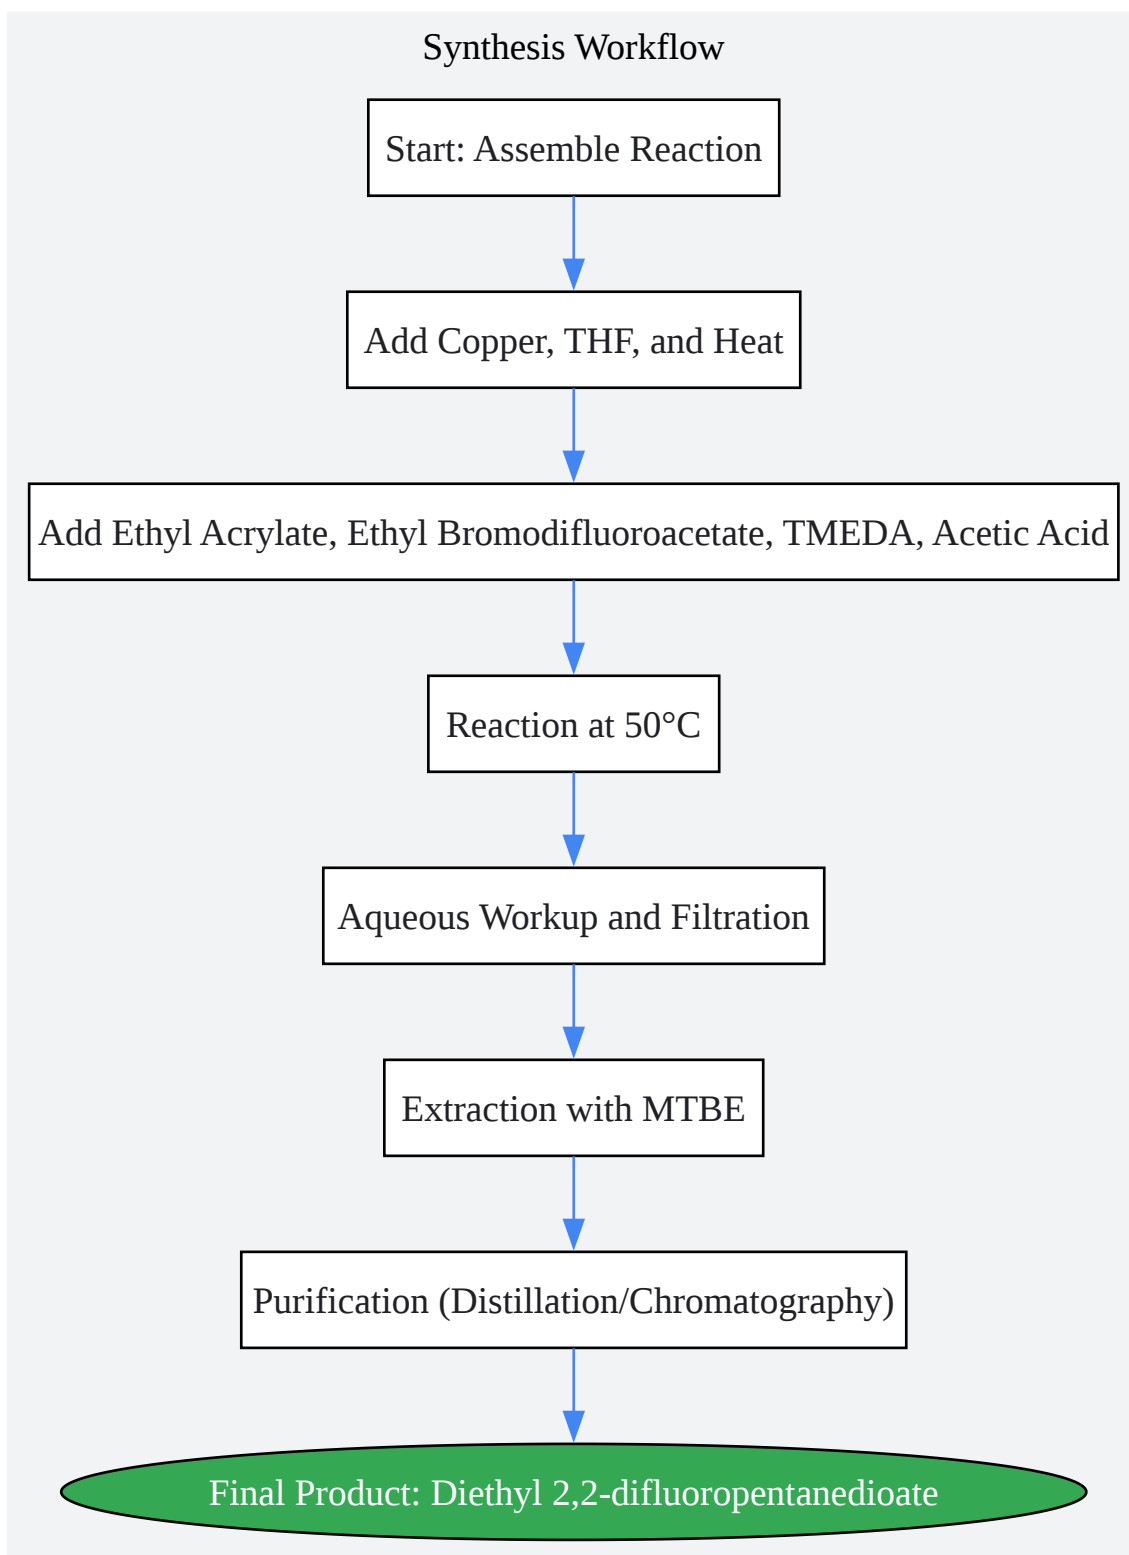 Synthesis Workflow
Start: Assemble Reaction
Add Copper, THF, and Heat
Add Ethyl Acrylate, Ethyl Bromodifluoroacetate, TMEDA, Acetic Acid
Reaction at 50°C
Aqueous Workup and Filtration
Extraction with MTBE
Purification (Distillation/Chromatography)
Final Product: Diethyl 2,2-difluoropentanedioate